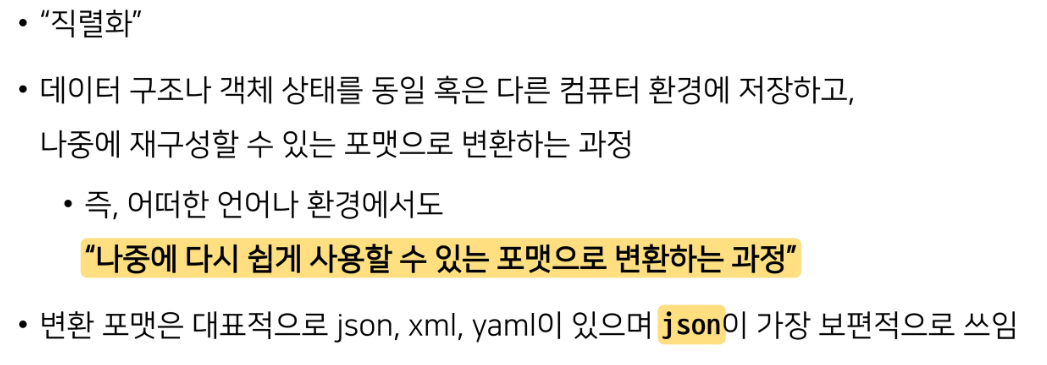 • “직렬화”
• 데이터 구조나 객체 상태를 동일 혹은 다른 컴퓨터 환경에 저장하고,
나중에 재구성할 수 있는 포맷으로 변환하는 과정
• 즉, 어떠한 언어나 환경에서도
“나중에 다시 쉽게 사용할 수 있는 포맷으로 변환하는 과정”
• 변환 포맷은 대표적으로 json, xml, yaml이 있으며 json이 가장 보편적으로 쓰임